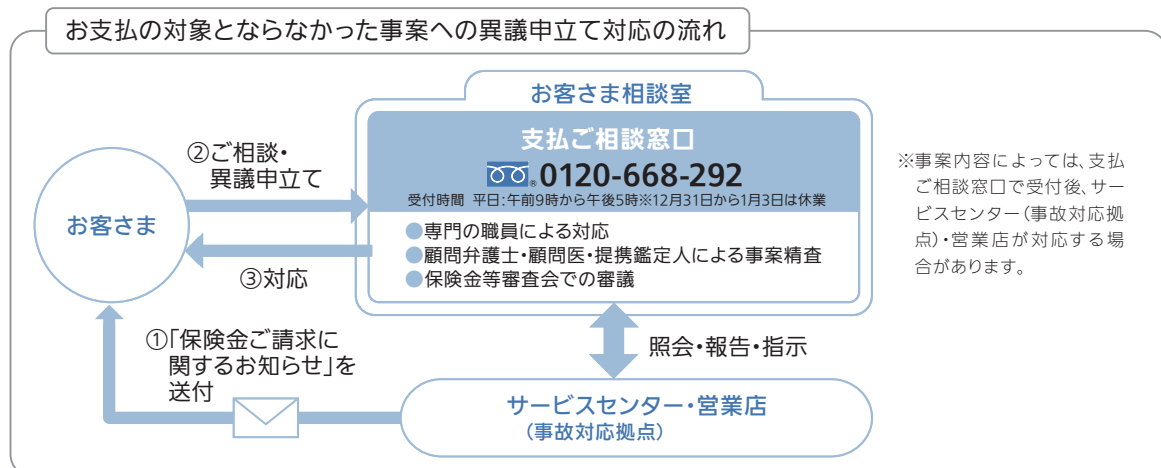 お支払の対象とならなかった事案への異議申立て対応の流れ
お客さま相談室
支払ご相談窓口
0120-668-292
受付時間 平日:午前9時から午後5時※12月31日から1月3日は休業
●専門の職員による対応
●顧問弁護士・顧問医・提携鑑定人による事案精査
●保険金等審査会での審議
②ご相談・
異議申立て
お客さま
③対応
①「保険金ご請求に
関するお知らせ」を
送付
照会・報告・指示
サービスセンター・営業店
(事故対応拠点)
※事案内容によっては、支払
ご相談窓口で受付後、サー
ビスセンター(事故対応拠
点)・営業店が対応する場
合があります。